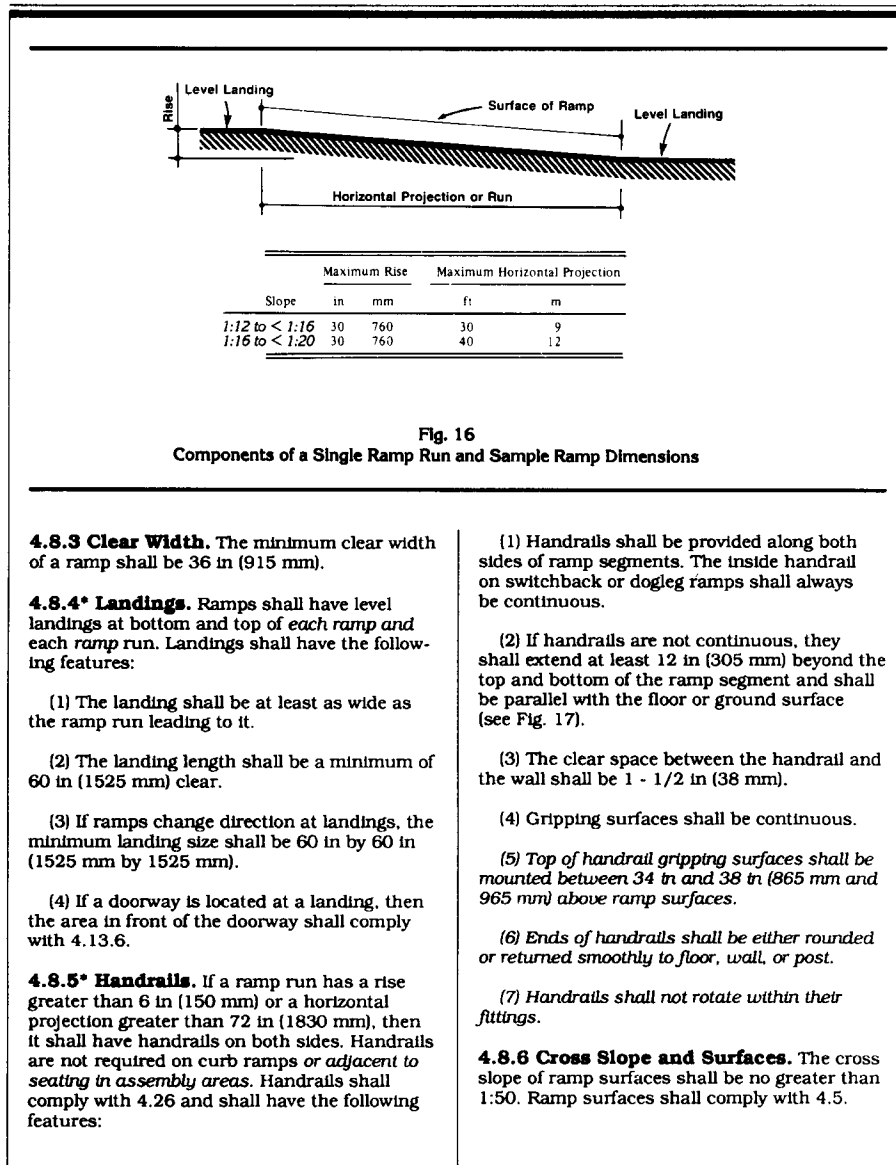 Level Landing
Rise
Surface of Ramp
Level Landing
Horizontal Projection or Run
Maximum Rise Maximum Horizontal Projection
Slope in mm ft m
1:12 to < 1:16 30 760 30 9
1:16 to < 1:20 30 760 40 12
Fig. 16
Components of a Single Ramp Run and Sample Ramp Dimensions
4.8.3 Clear Width. The minimum clear width
of a ramp shall be 36 in (915 mm).
4.8.4* Landings. Ramps shall have level
landings at bottom and top of each ramp and
each ramp run. Landings shall have the follow-
ing features:
(1) The landing shall be at least as wide as
the ramp run leading to it.
(2) The landing length shall be a minimum of
60 in (1525 mm) clear.
(3) If ramps change direction at landings, the
minimum landing size shall be 60 in by 60 in
(1525 mm by 1525 mm).
(4) If a doorway is located at a landing, then
the area in front of the doorway shall comply
with 4.13.6.
4.8.5* Handrails. If a ramp run has a rise
greater than 6 in (150 mm) or a horizontal
projection greater than 72 in (1830 mm), then
it shall have handrails on both sides. Handrails
are not required on curb ramps or adjacent to
seating in assembly areas. Handrails shall
comply with 4.26 and shall have the following
features:
(1) Handrails shall be provided along both
sides of ramp segments. The inside handrail
on switchback or dogleg ramps shall always
be continuous.
(2) If handrails are not continuous, they
shall extend at least 12 in (305 mm) beyond the
top and bottom of the ramp segment and shall
be parallel with the floor or ground surface
(see Fig. 17).
(3) The clear space between the handrail and
the wall shall be 1 - 1/2 in (38 mm).
(4) Gripping surfaces shall be continuous.
(5) Top of handrail gripping surfaces shall be
mounted between 34 in and 38 in (865 mm and
965 mm) above ramp surfaces.
(6) Ends of handrails shall be either rounded
or returned smoothly to floor, wall, or post.
(7) Handrails shall not rotate within their
fittings.
4.8.6 Cross Slope and Surfaces. The cross
slope of ramp surfaces shall be no greater than
1:50. Ramp surfaces shall comply with 4.5.